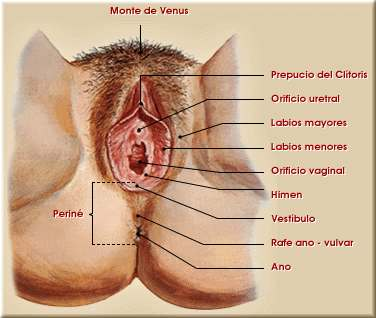 Monte de Venus
Prepucio del Clítoris
Orificio uretral
Labios mayores
Labios menores
Orificio vaginal
Himen
Vestíbulo
Periné
Rafe ano - vulvar
Ano